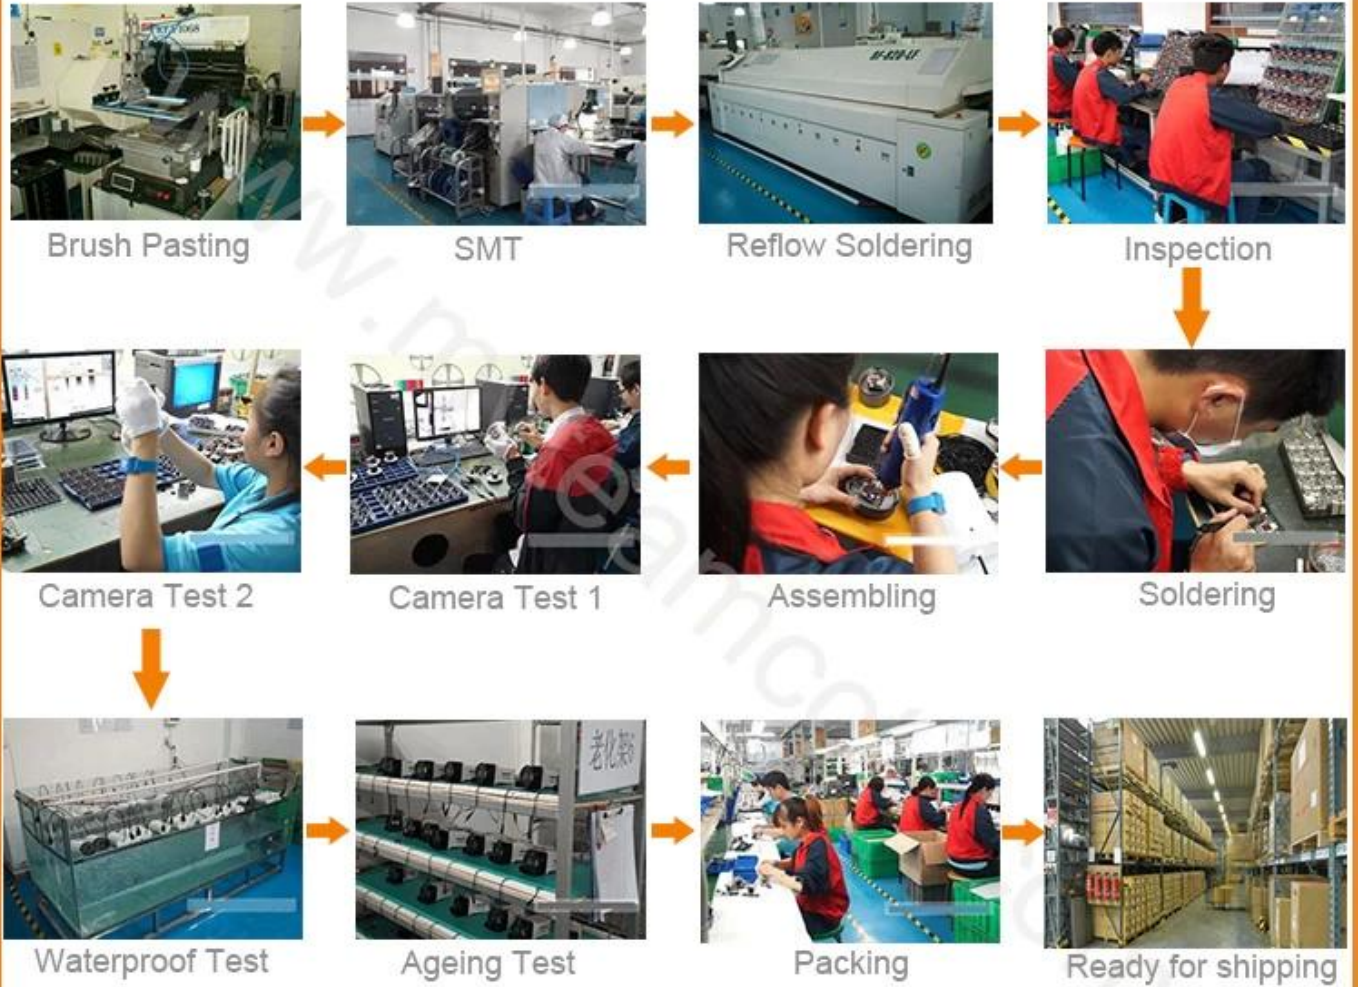 Brush Pasting
SMT
Reflow Soldering
Inspection
Soldering
Assembling
Camera Test 1
Camera Test 2
Waterproof Test
老化架6
Ageing Test
Packing
Ready for shipping